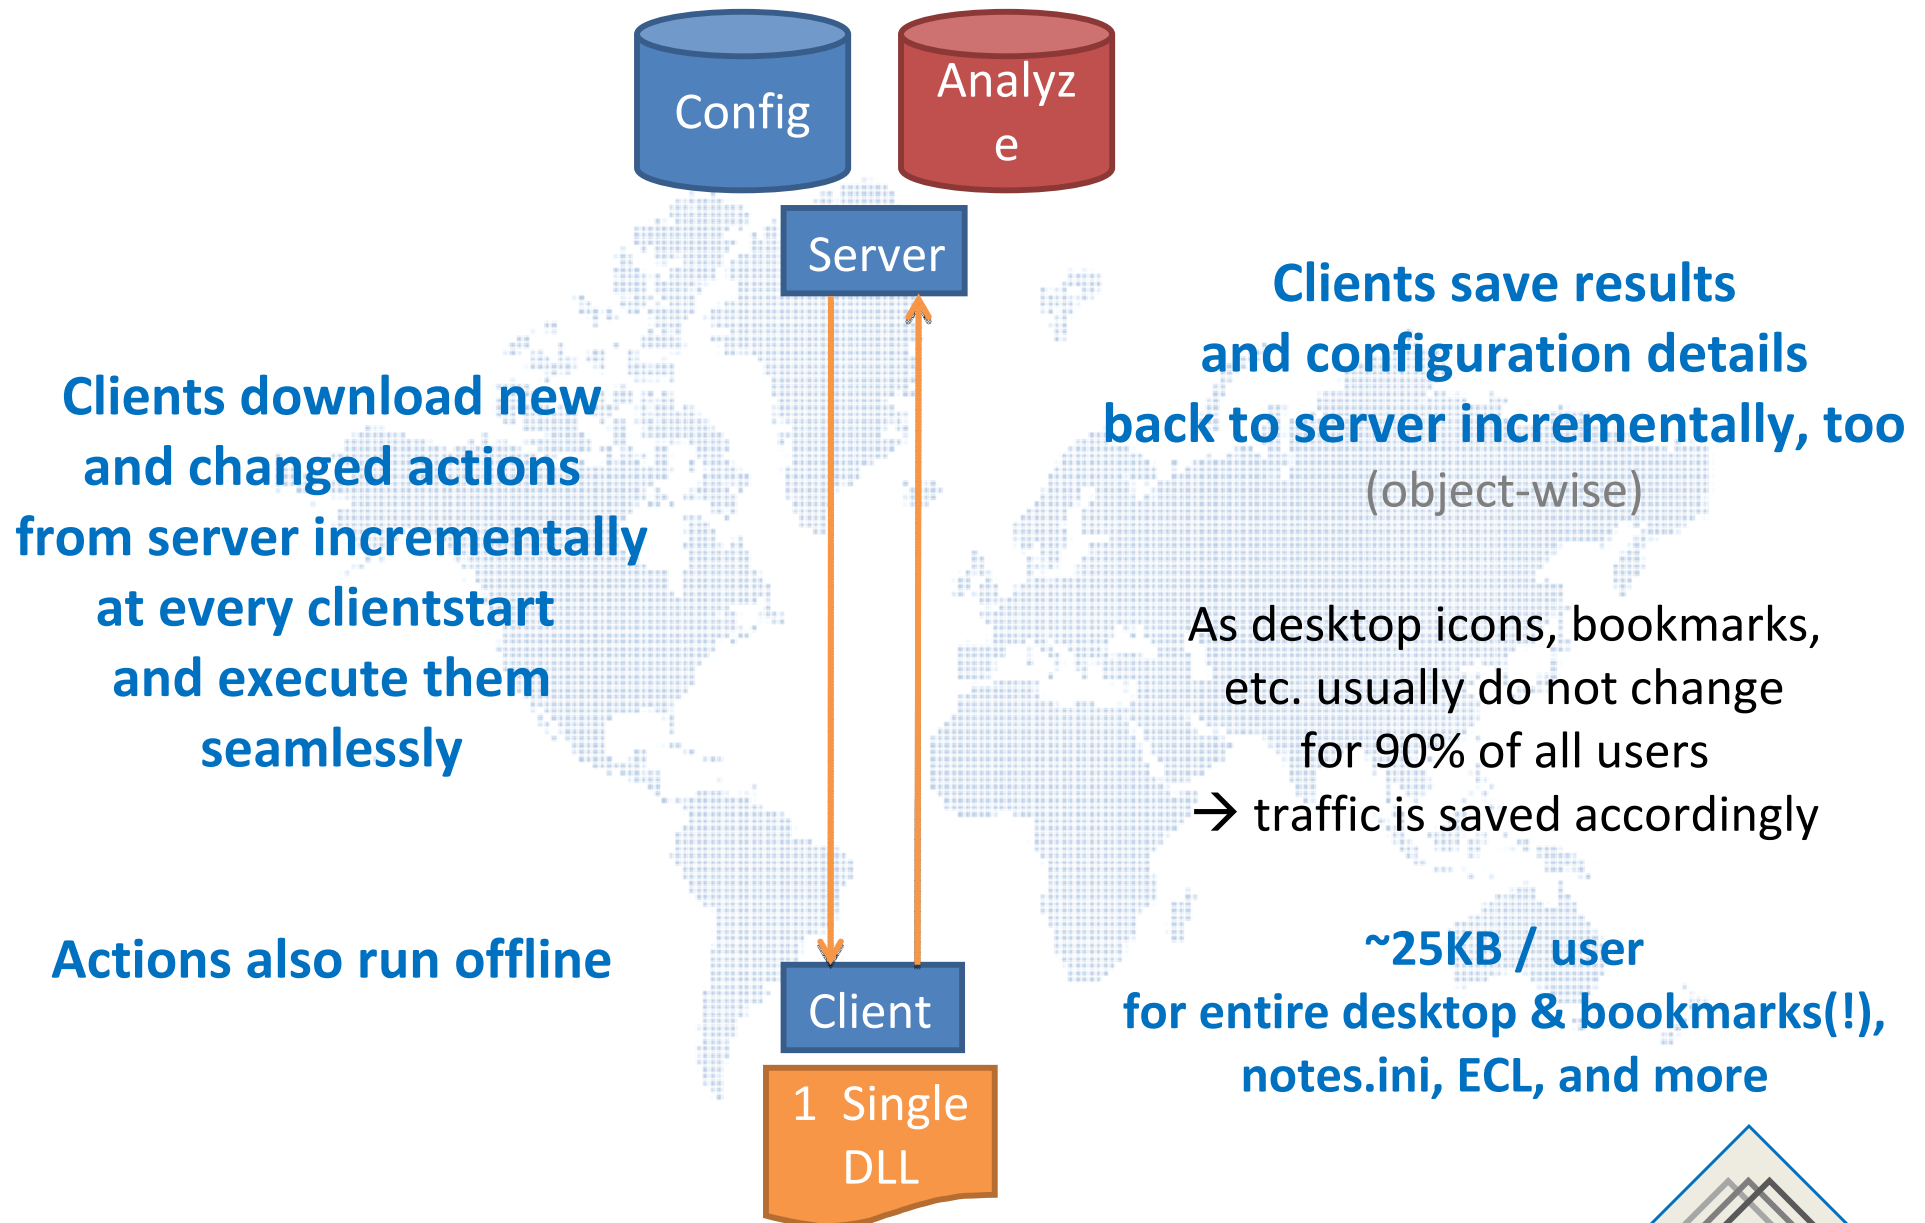 Config
Analyz
e
Server
Clients download new
and changed actions
from server incrementally
at every clientstart
and execute them
seamlessly
Actions also run offline
Clients save results
and configuration details
back to server incrementally, too
(object-wise)
As desktop icons, bookmarks,
etc. usually do not change
for 90% of all users
→ traffic is saved accordingly
~25KB / user
for entire desktop & bookmarks(!),
notes.ini, ECL, and more
Client
1 Single
DLL